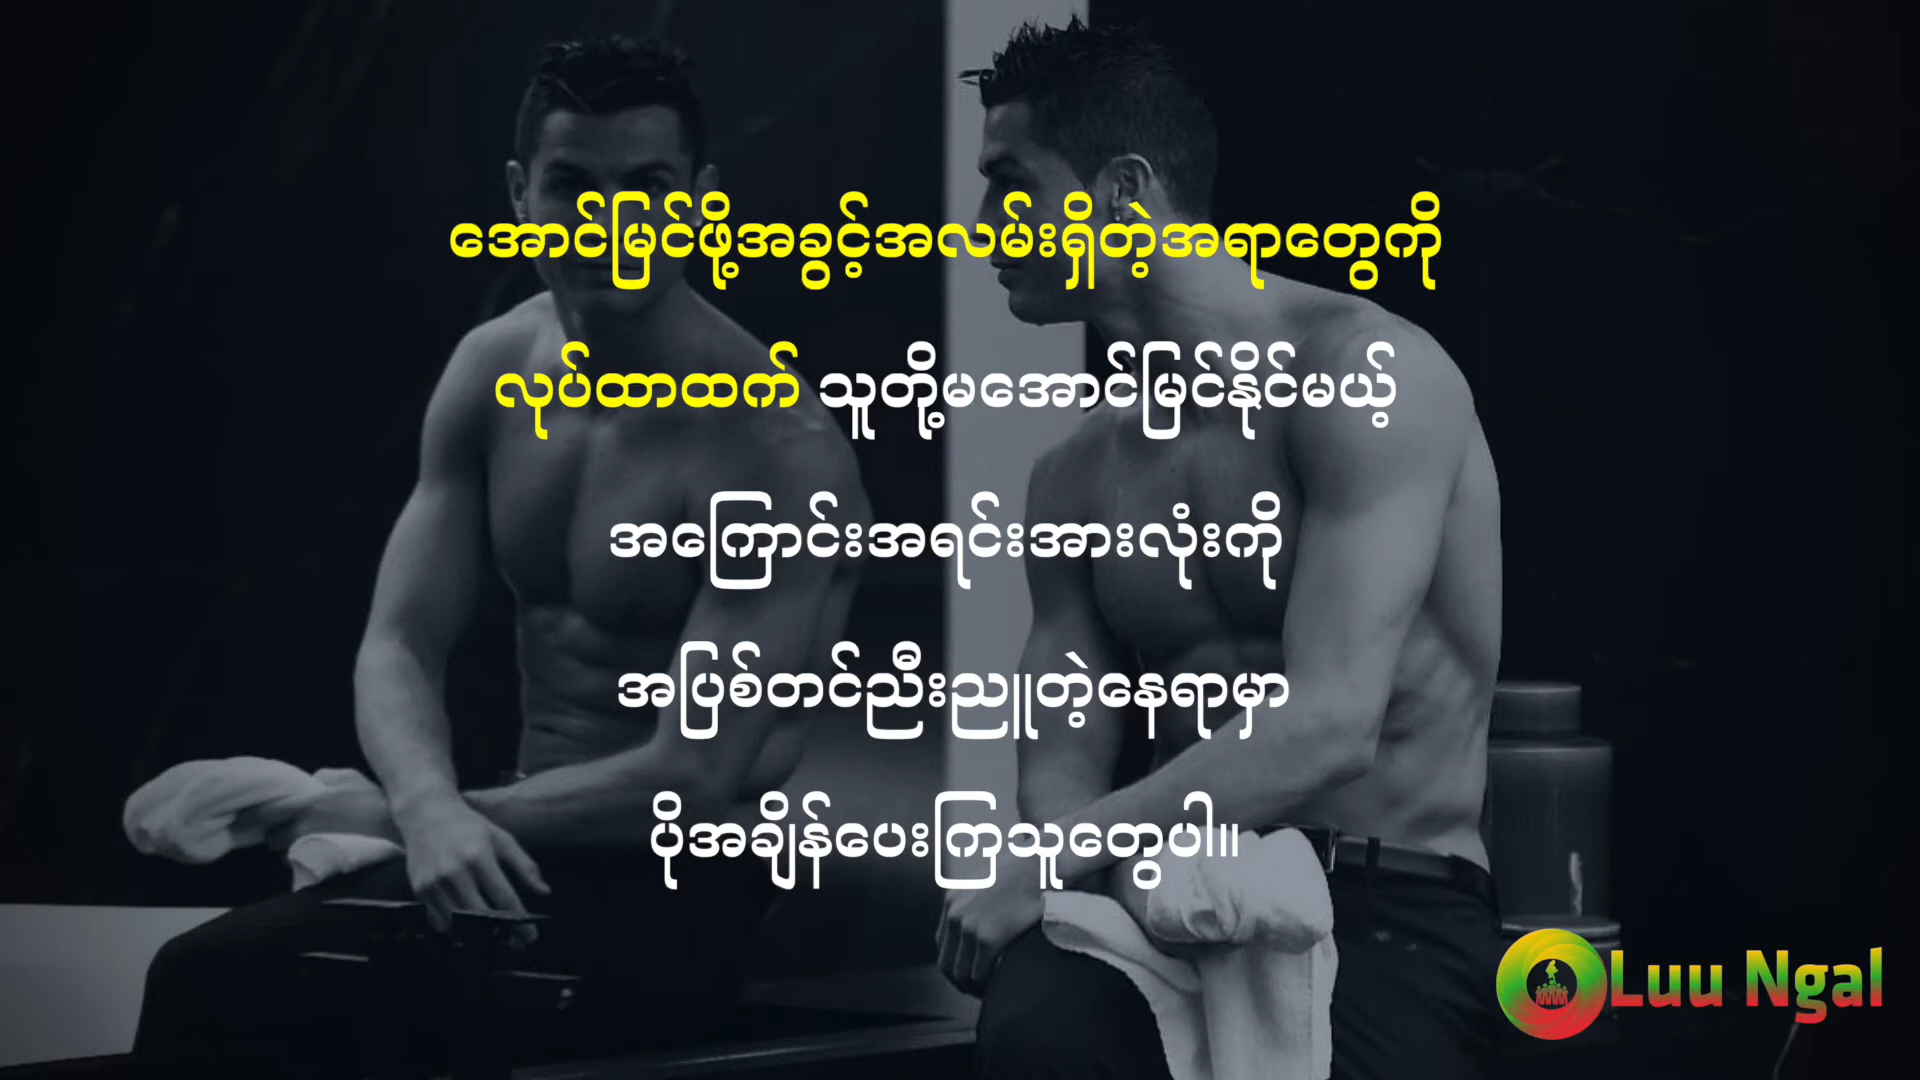 အောင်မြင်ဖို့အခွင့်အလမ်းရှိတဲ့အရာတွေကို
လုပ်ထာထက် သူတို့မအောင်မြင်နိုင်မယ့်
အကြောင်းအရင်းအားလုံးကို
အပြစ်တင်ညီးညူတဲ့နေရာမှာ
ပိုအချိန်ပေးကြသူတွေပါ။
Luu Ngal